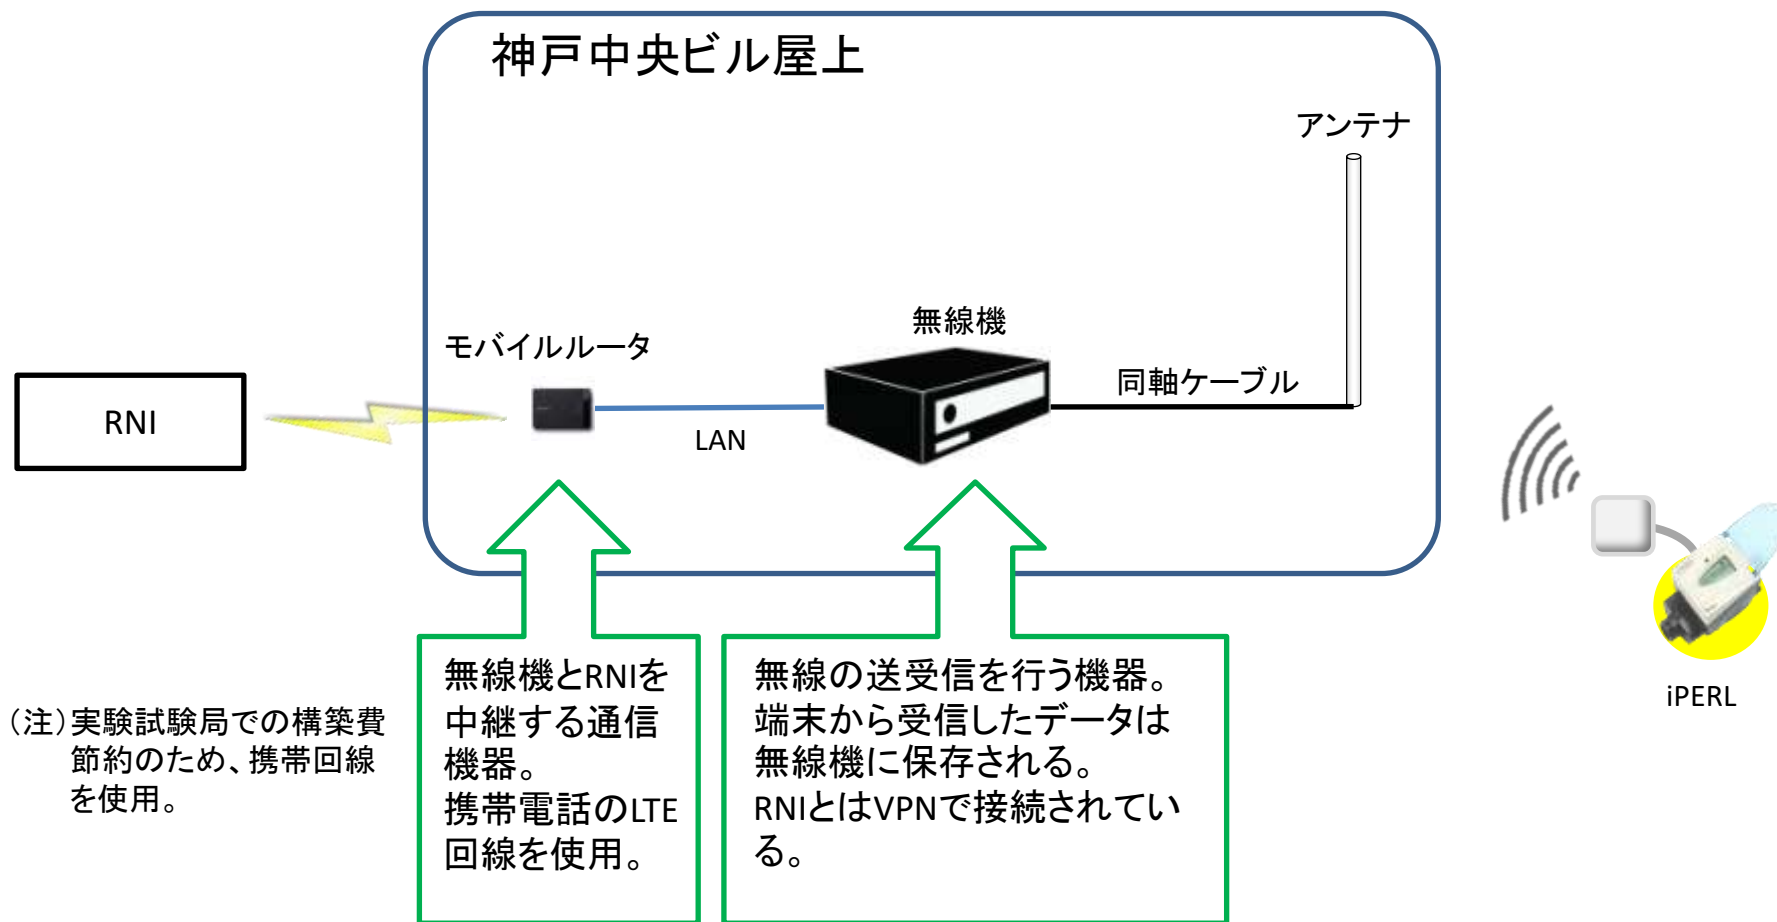 神戸中央ビル屋上
アンテナ
無線機
モバイルルータ
同軸ケーブル
RNI
LAN
無線機とRNIを
中継する通信
機器。
携帯電話のLTE
回線を使用。
無線の送受信を行う機器。
端末から受信したデータは
無線機に保存される。
RNIとはVPNで接続されてい
る。
iPERL
(注)実験試験局での構築費
節約のため、携帯回線
を使用。